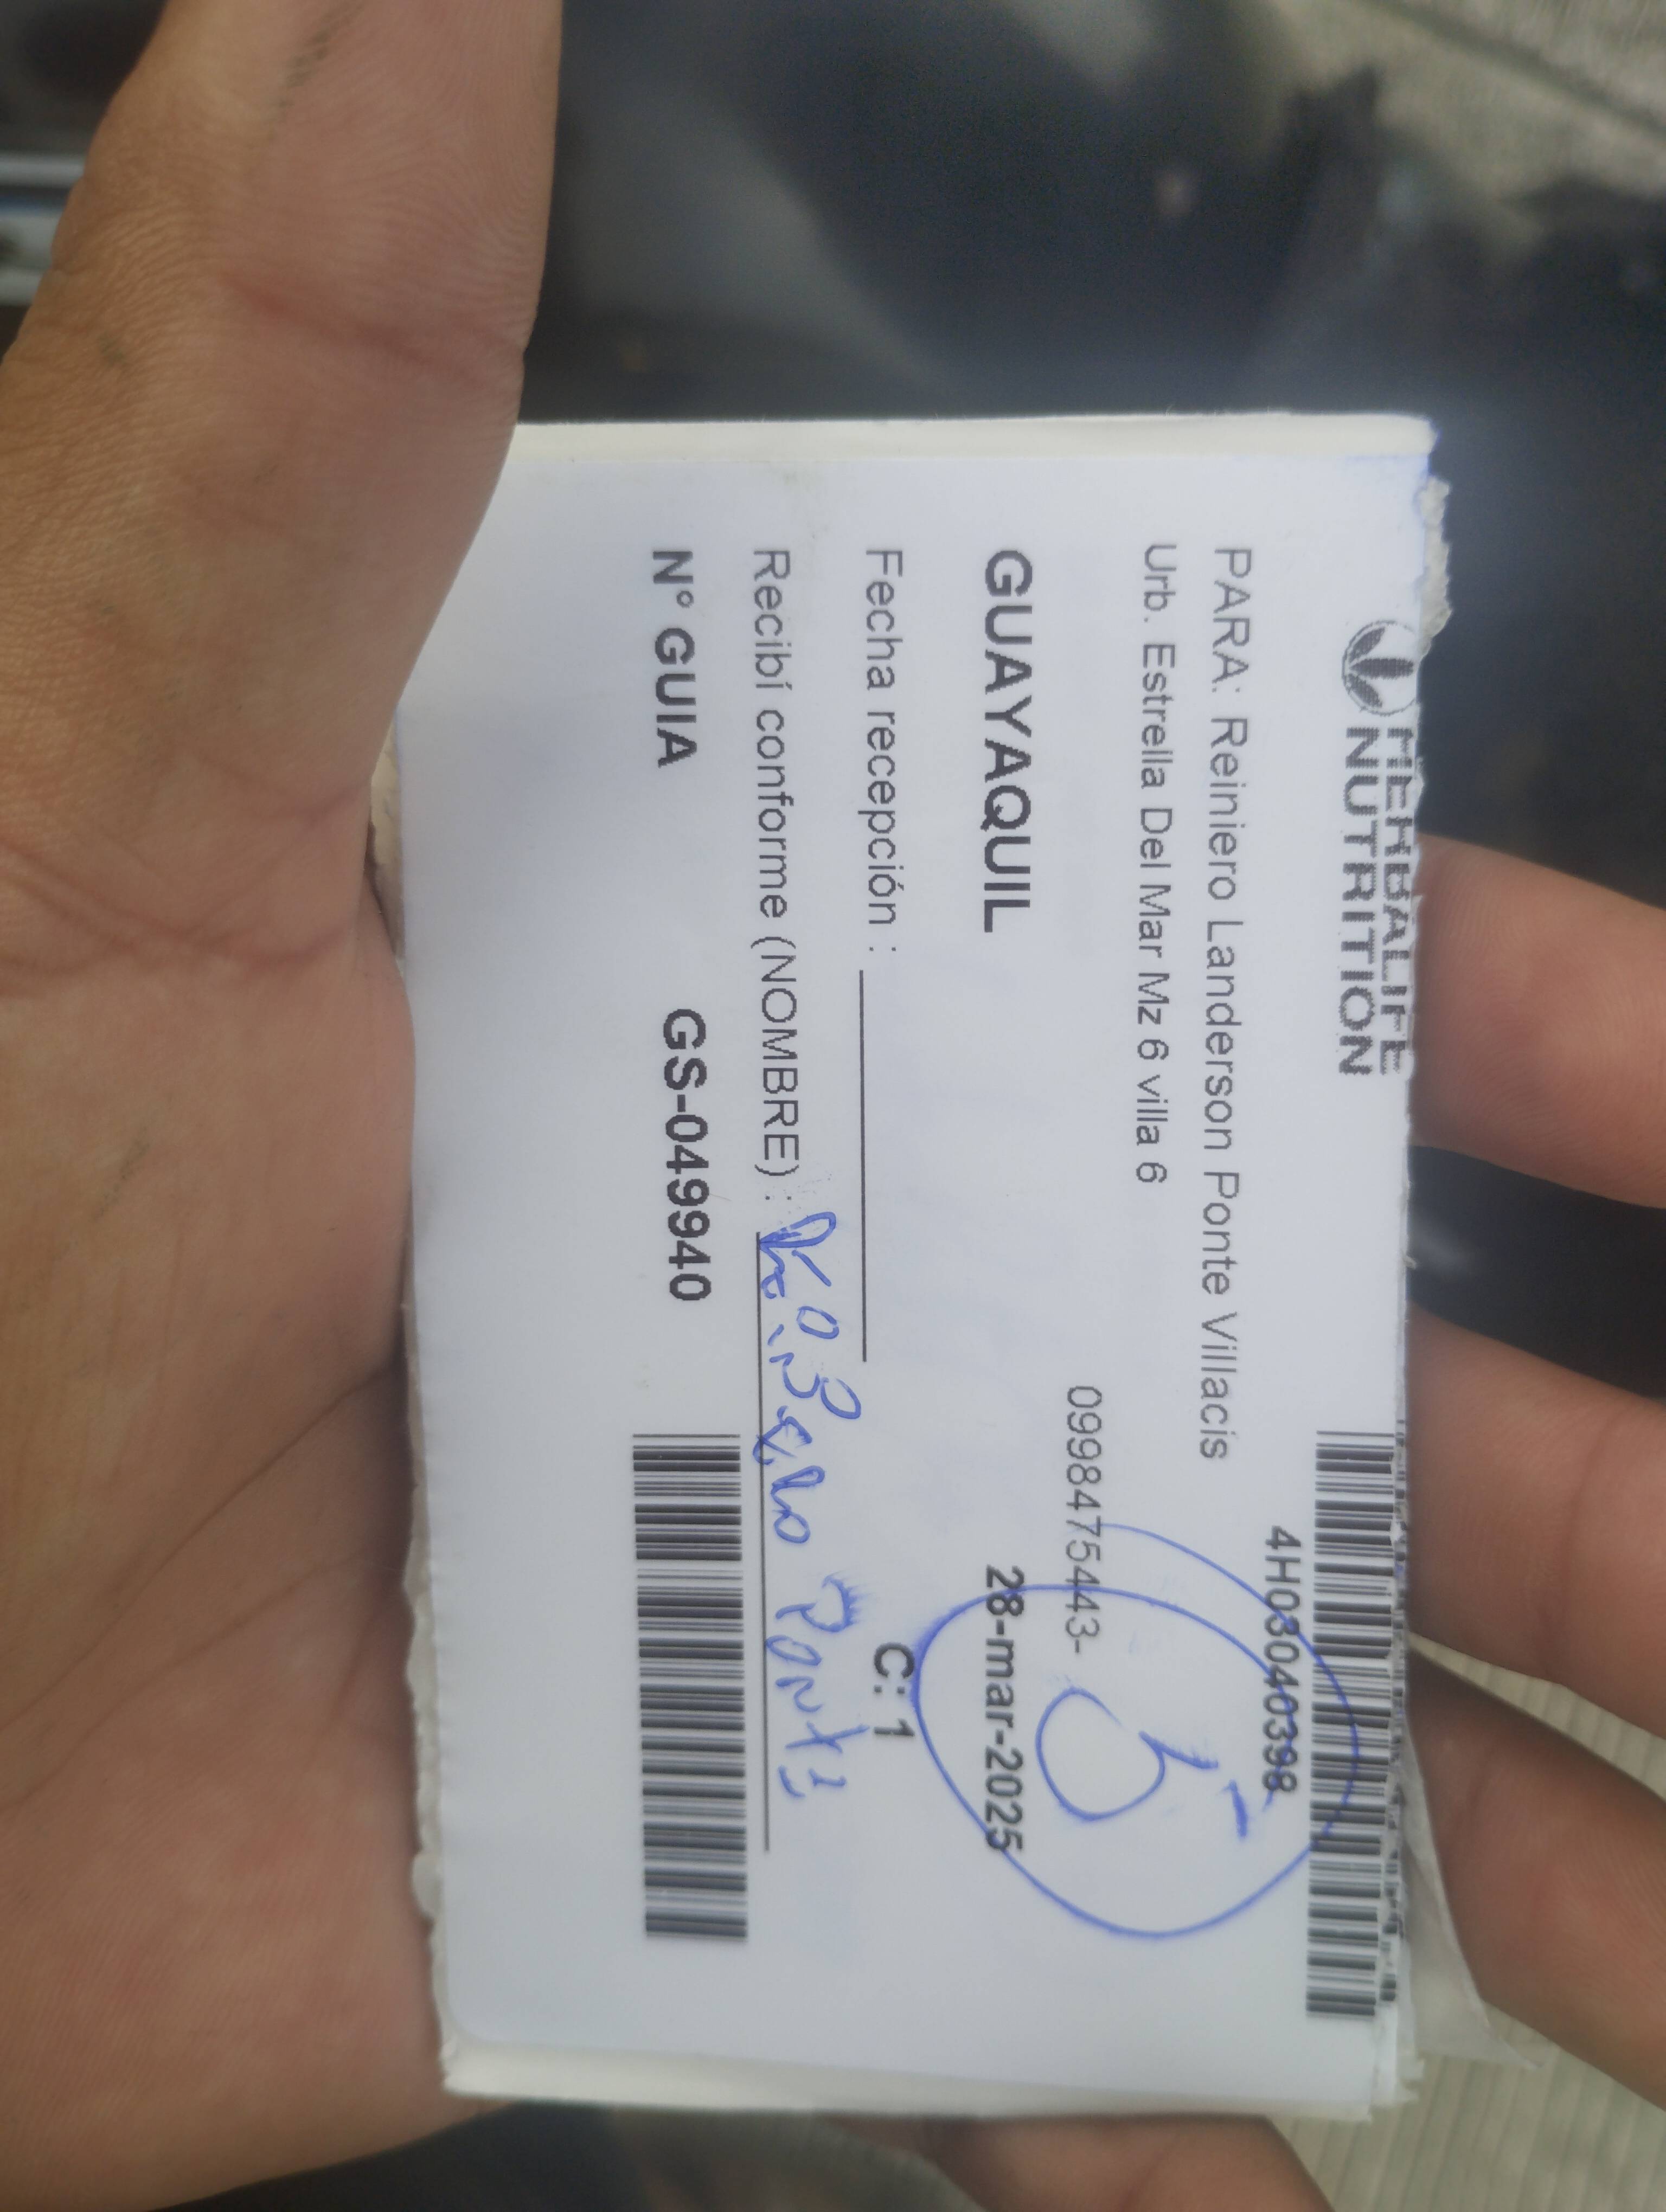 HERBALIFE
NUTRITION
4H03040398
PARA: Reiniero Landerson Ponte Villacis
Urb. Estrella Del Mar Mz 6 villa 6
0998475443-
GUAYAQUIL
28-mar-2025
C: 1
Fecha recepción :
Recibí conforme (NOMBRE) :
N° GUIA
GS-049940